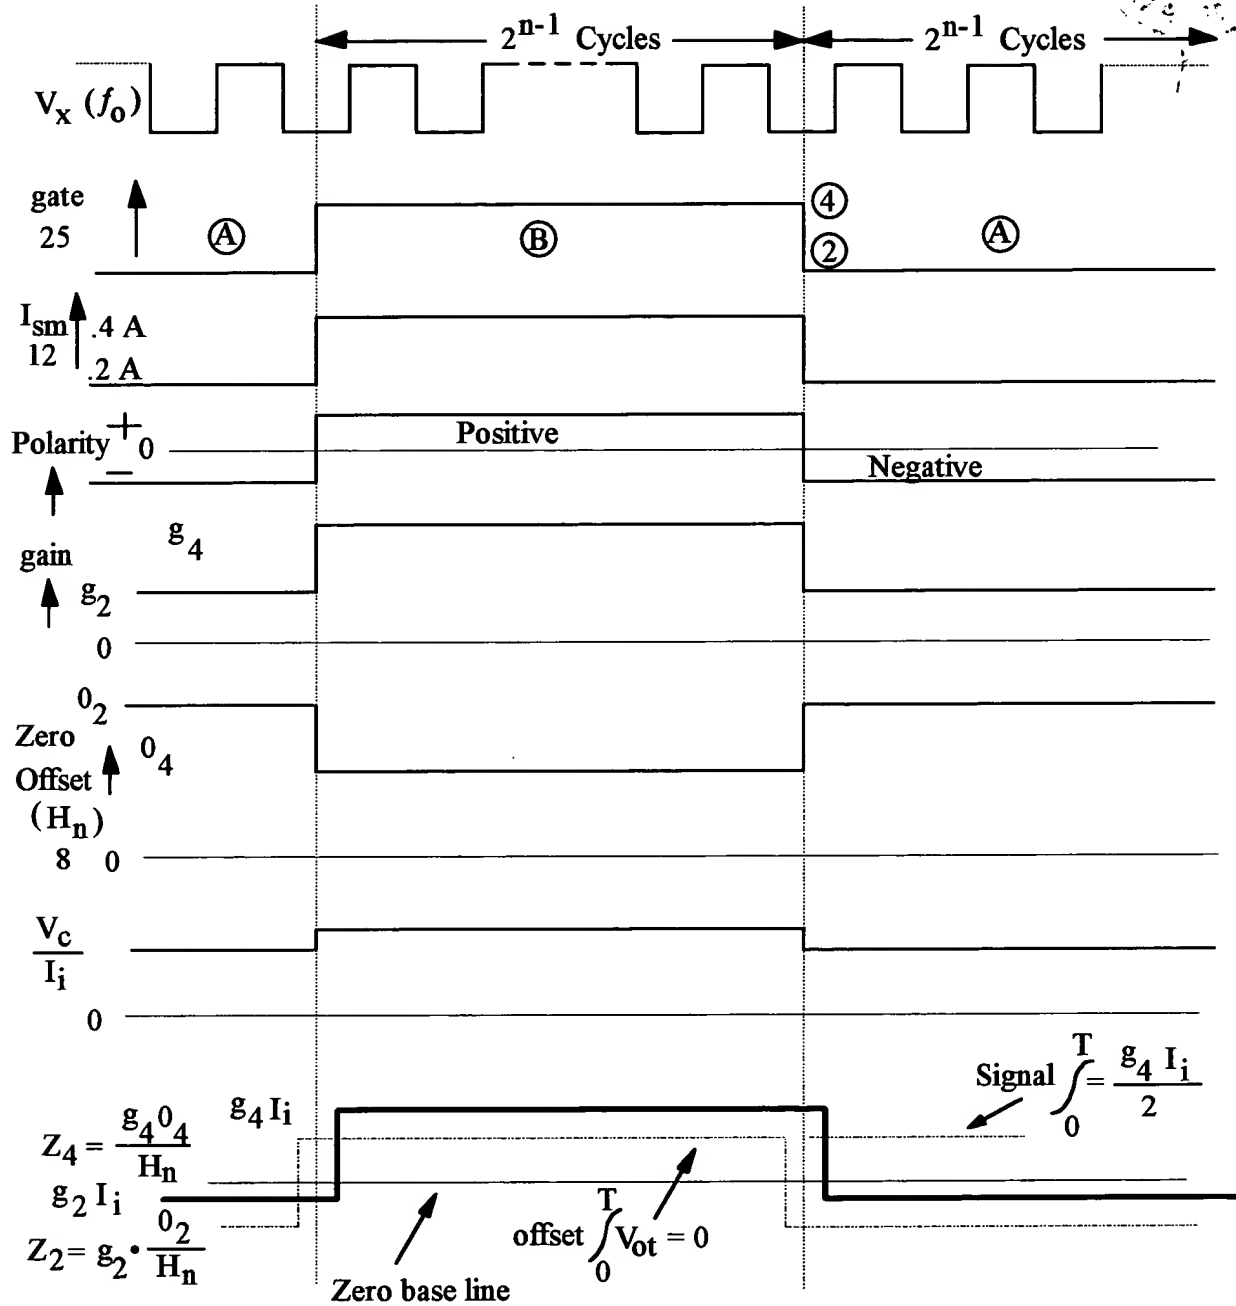 2^{n-1} Cycles
2^{n-1} Cycles
V_x (f_o)
gate
25
A
B
4
2
A
I_sm
12
.4 A
.2 A
Polarity
+
0
−
Positive
Negative
gain
g_4
g_2
0
0_2
Zero
Offset
(H_n)
8
0_4
0
V_c / I_i
0
Signal ∫_0^T = g_4 I_i / 2
g_4 I_i
Z_4 = g_4 0_4 / H_n
g_2 I_i
Z_2 = g_2 • 0_2 / H_n
offset ∫_0^T V_ot = 0
Zero base line